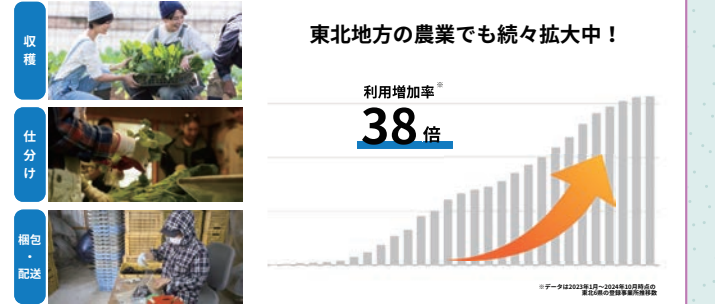 収
穫
仕
分
け
梱包
・
配送
東北地方の農業でも続々拡大中！
利用増加率※
38倍
※データは2023年1月〜2024年10月時点の
東北6県の登録事業所推移数